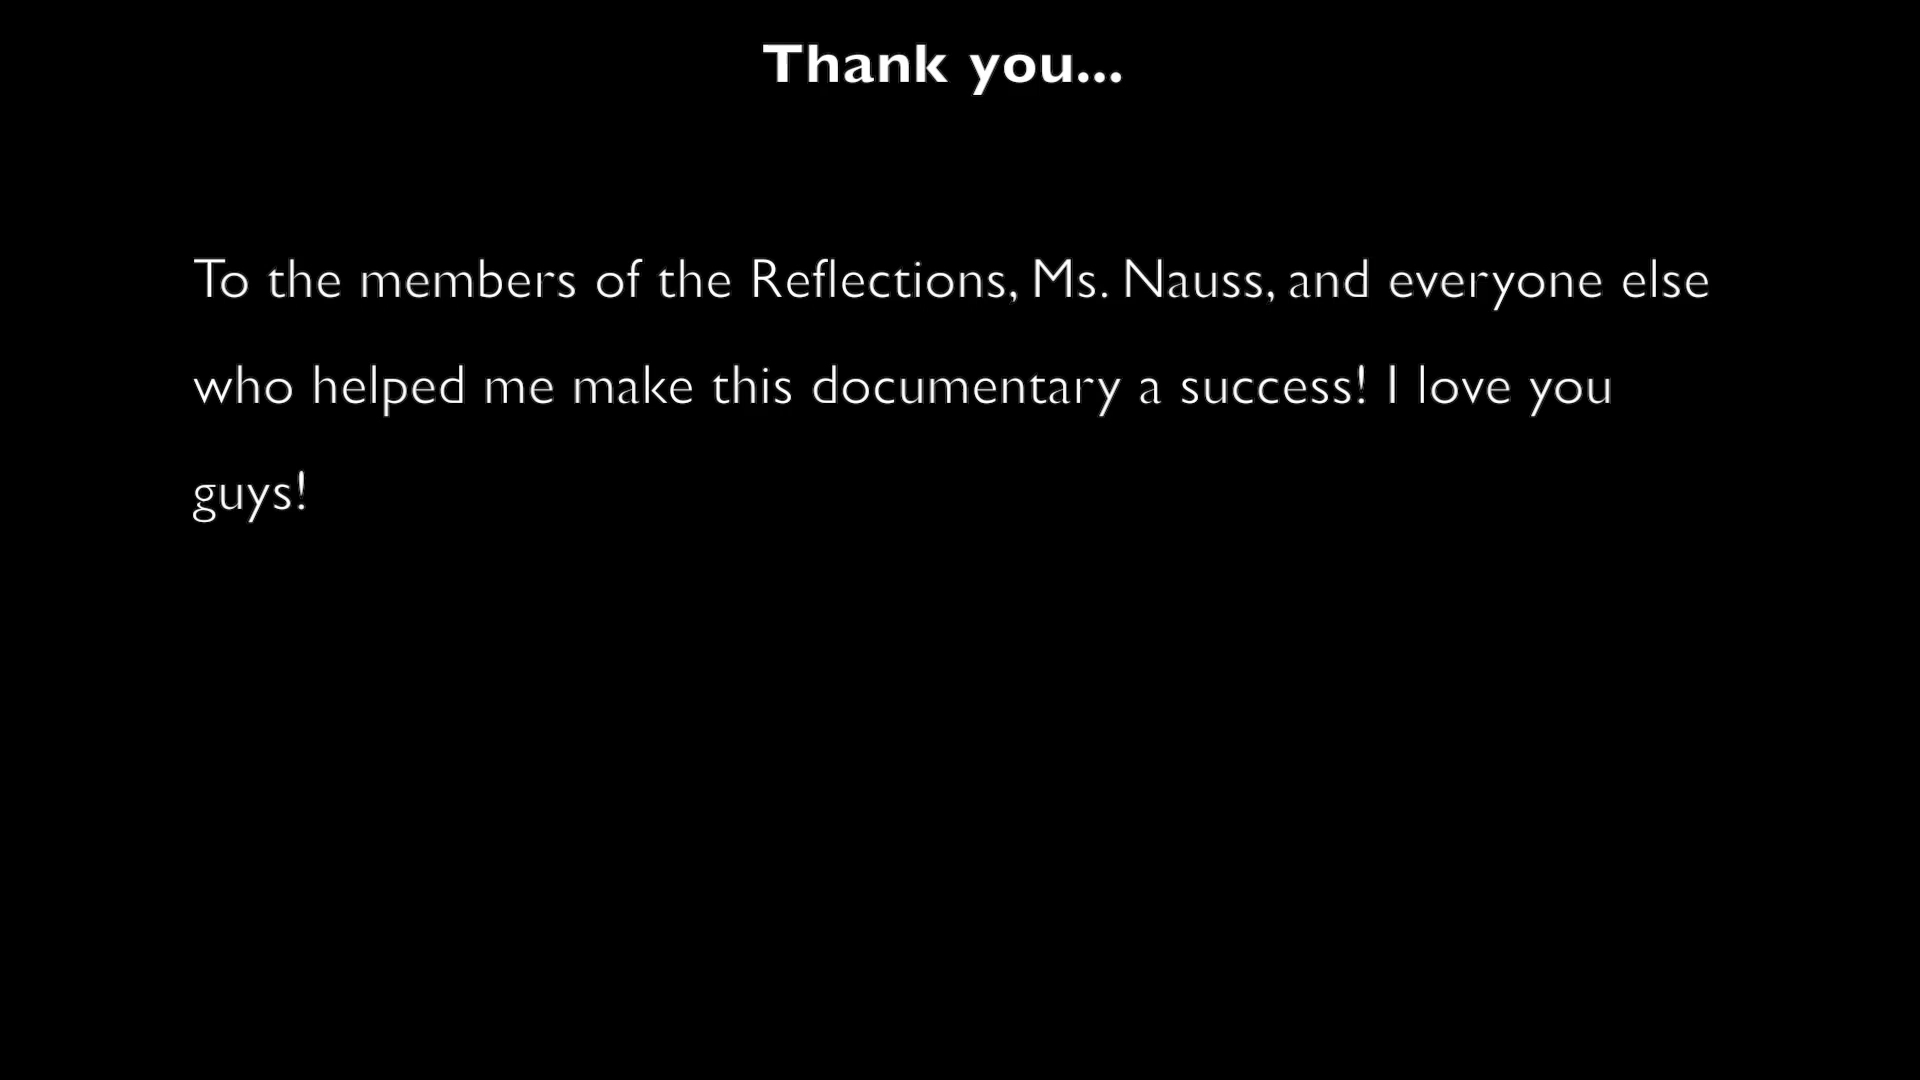 Thank you...
To the members of the Reflections, Ms. Nauss, and everyone else
who helped me make this documentary a success! I love you
guys!